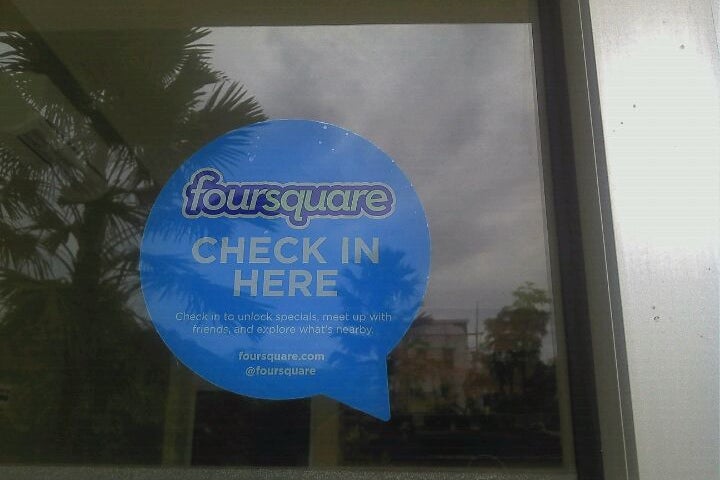 foursquare
CHECK IN
HERE
Check in to unlock specials, meet up with
friends, and explore what's nearby.
foursquare.com
@foursquare